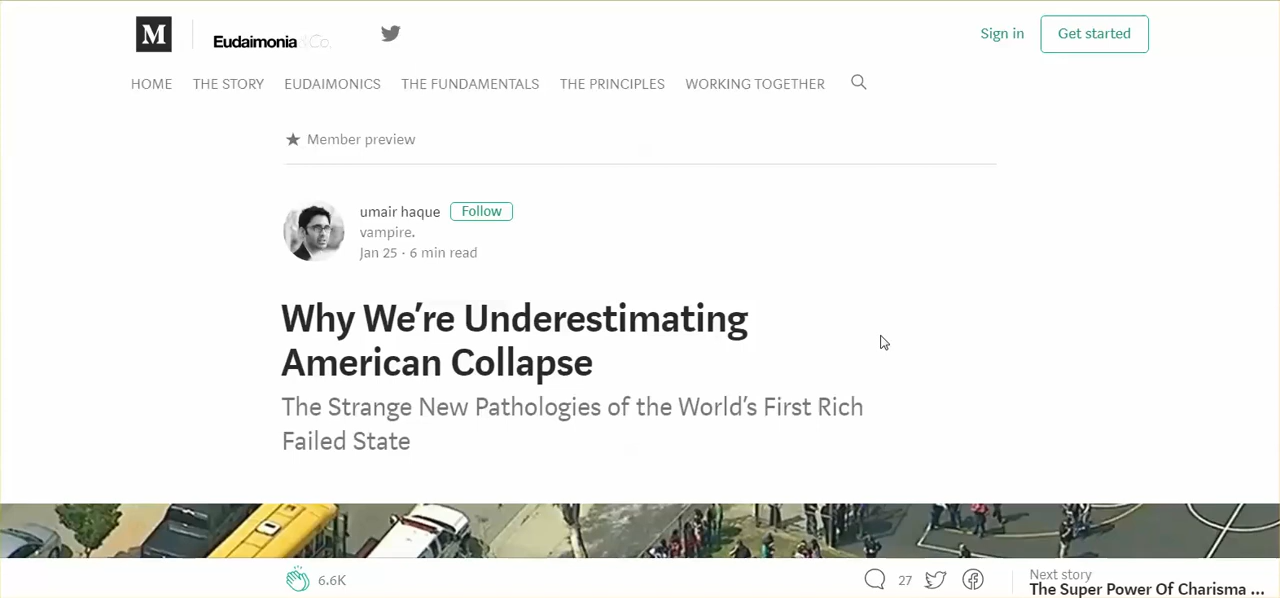 M
Eudaimonia & Co.
Sign in
Get started
HOME THE STORY EUDAIMONICS THE FUNDAMENTALS THE PRINCIPLES WORKING TOGETHER
★ Member preview
umair haque Follow
vampire.
Jan 25 · 6 min read
Why We’re Underestimating
American Collapse
The Strange New Pathologies of the World’s First Rich
Failed State
6.6K
27
Next story
The Super Power Of Charisma ...